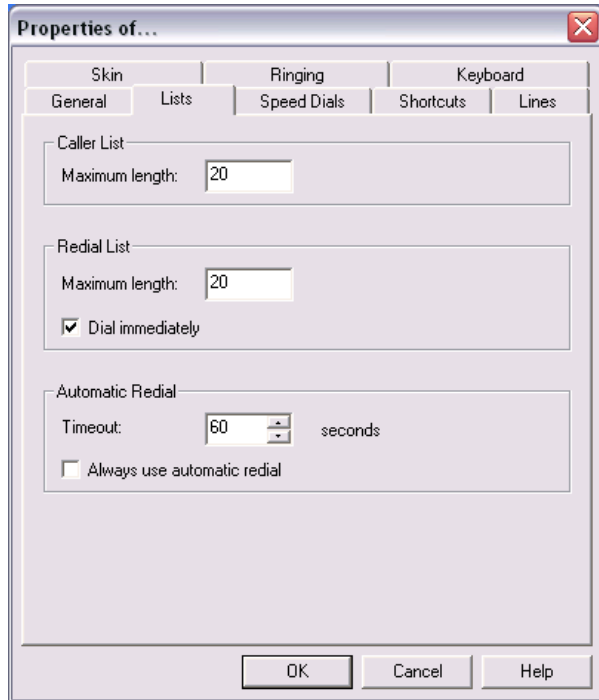 Properties of...
Skin Ringing Keyboard
General Lists Speed Dials Shortcuts Lines
Caller List
Maximum length: 20
Redial List
Maximum length: 20
Dial immediately
Automatic Redial
Timeout: 60 seconds
Always use automatic redial
OK Cancel Help